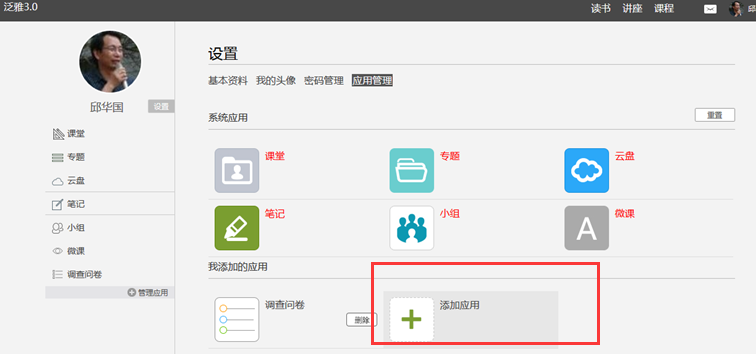 泛雅3.0
读书 讲座 课程
邱
邱华国
设置
课堂
专题
云盘
笔记
小组
微课
调查问卷
管理应用
设置
基本资料 我的头像 密码管理 应用管理
系统应用
重置
课堂 专题 云盘
笔记 小组 A 微课
我添加的应用
调查问卷 删除 添加应用